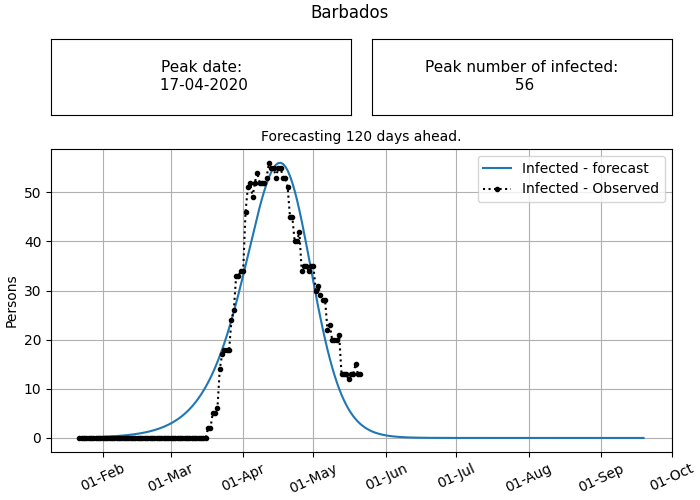 Barbados
Peak date:
17-04-2020
Peak number of infected:
56
Forecasting 120 days ahead.
Infected - forecast
Infected - Observed
Persons
50
40
30
20
10
0
01-Feb
01-Mar
01-Apr
01-May
01-Jun
01-Jul
01-Aug
01-Sep
01-Oct